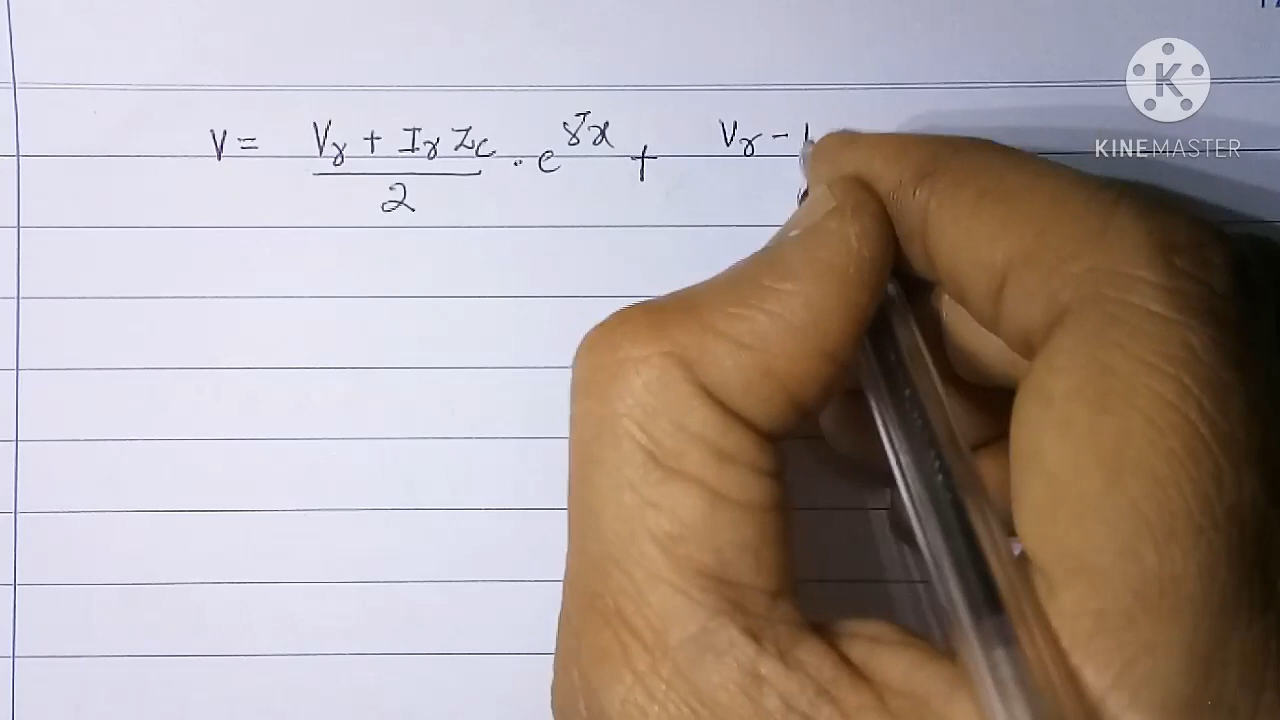 V = (Vr + Ir Zc)/2 · e^γx + Vr -
K
KINEMASTER